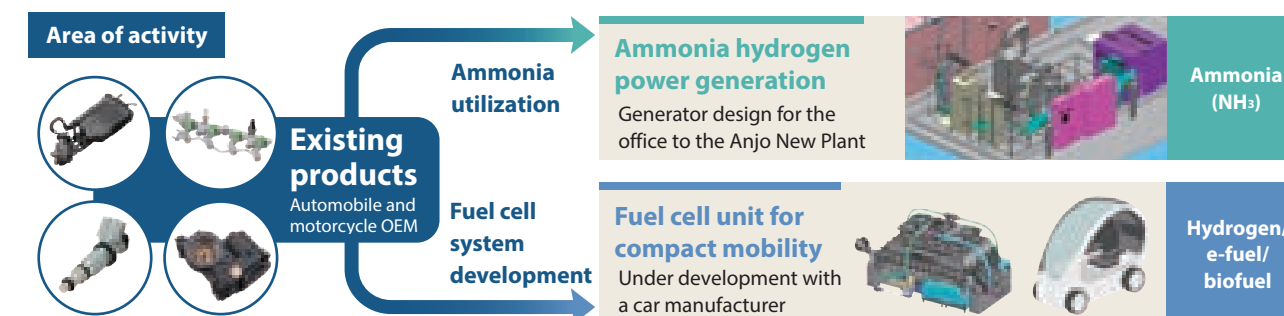 Area of activity
Existing
products
Automobile and
motorcycle OEM
Ammonia
utilization
Ammonia hydrogen
power generation
Generator design for the
office to the Anjo New Plant
Ammonia
(NH₃)
Fuel cell
system
development
Fuel cell unit for
compact mobility
Under development with
a car manufacturer
Hydrogen/
e-fuel/
biofuel